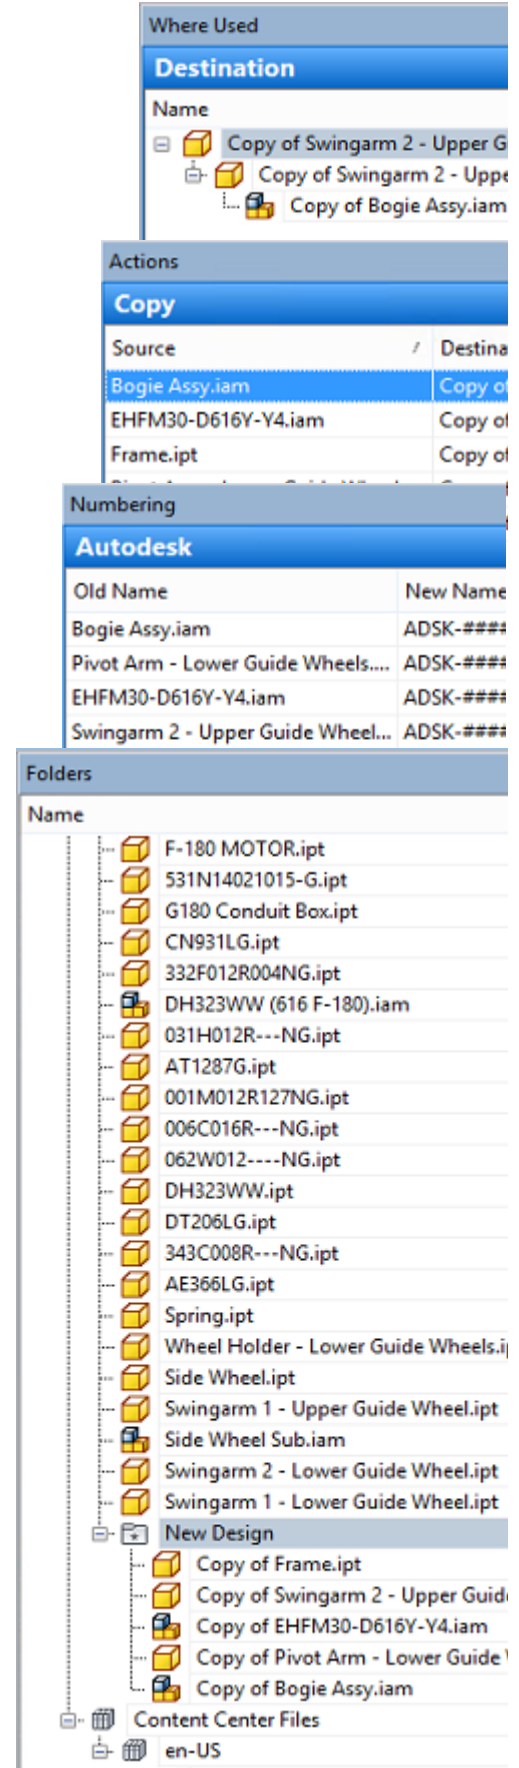 Where Used
Destination
Name
Copy of Swingarm 2 - Upper G
Copy of Swingarm 2 - Uppe
Copy of Bogie Assy.iam
Actions
Copy
Source / Destina
Bogie Assy.iam Copy of
EHFM30-D616Y-Y4.iam Copy of
Frame.ipt Copy of
Numbering
Autodesk
Old Name New Name
Bogie Assy.iam ADSK-####
Pivot Arm - Lower Guide Wheels.... ADSK-####
EHFM30-D616Y-Y4.iam ADSK-####
Swingarm 2 - Upper Guide Wheel... ADSK-####
Folders
Name
F-180 MOTOR.ipt
531N14021015-G.ipt
G180 Conduit Box.ipt
CN931LG.ipt
332F012R004NG.ipt
DH323WW (616 F-180).iam
031H012R---NG.ipt
AT1287G.ipt
001M012R127NG.ipt
006C016R---NG.ipt
062W012----NG.ipt
DH323WW.ipt
DT206LG.ipt
343C008R---NG.ipt
AE366LG.ipt
Spring.ipt
Wheel Holder - Lower Guide Wheels.ip
Side Wheel.ipt
Swingarm 1 - Upper Guide Wheel.ipt
Side Wheel Sub.iam
Swingarm 2 - Lower Guide Wheel.ipt
Swingarm 1 - Lower Guide Wheel.ipt
New Design
Copy of Frame.ipt
Copy of Swingarm 2 - Upper Guide
Copy of EHFM30-D616Y-Y4.iam
Copy of Pivot Arm - Lower Guide
Copy of Bogie Assy.iam
Content Center Files
en-US